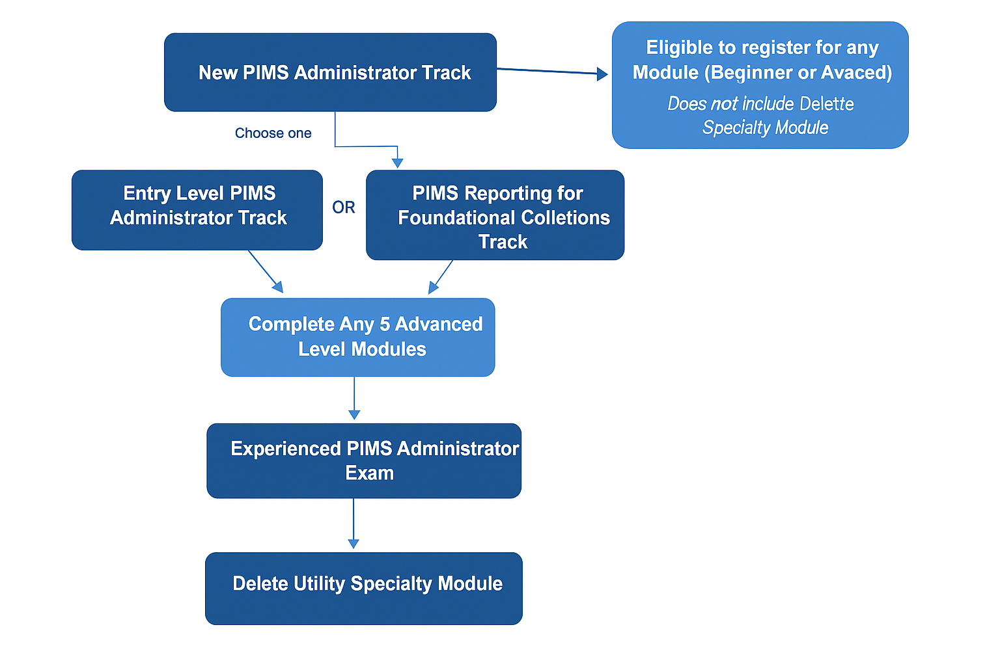 New PIMS Administrator Track
Eligible to register for any
Module (Beginner or Avaced)
Does not include Delette
Specialty Module
Choose one
Entry Level PIMS
Administrator Track
OR
PIMS Reporting for
Foundational Colletions
Track
Complete Any 5 Advanced
Level Modules
Experienced PIMS Administrator
Exam
Delete Utility Specialty Module